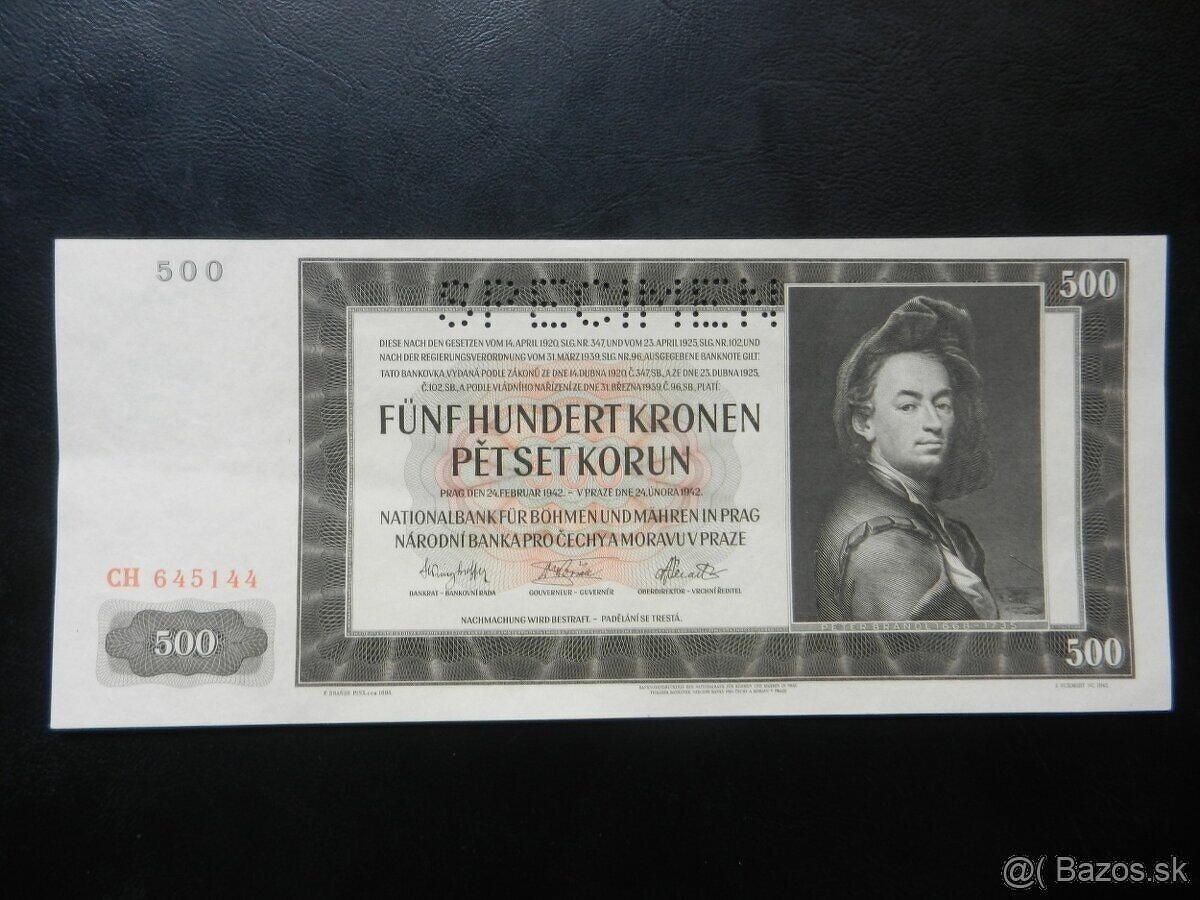 500
SPECIMEN
500
DIESE NACH DEN GESETZEN VOM 14. APRIL 1920, SLG. NR. 347, UND VOM 23. APRIL 1925, SLG. NR. 102, UND
NACH DER REGIERUNGSVERORDNUNG VOM 31. MÄRZ 1939, SLG. NR. 96, AUSGEGEBENE BANKNOTE GILT.
TATO BANKOVKA, VYDANÁ PODLE ZÁKONŮ ZE DNE 14. DUBNA 1920, Č. 347, SB., A ZE DNE 23. DUBNA 1925,
Č. 102, SB., A PODLE VLÁDNÍHO NAŘÍZENÍ ZE DNE 31. BŘEZNA 1939, Č. 96, SB., PLATÍ.
FÜNF HUNDERT KRONEN
PĚT SET KORUN
PRAG DEN 24. FEBRUAR 1942. – V PRAZE DNE 24. ÚNORA 1942.
NATIONALBANK FÜR BÖHMEN UND MÄHREN IN PRAG
NÁRODNÍ BANKA PRO ČECHY A MORAVU V PRAZE
CH 645144
BANKRAT - BANKOVNÍ RADA
GOUVERNEUR - GUVERNÉR
OBERDIREKTOR - VRCHNÍ ŘEDITEL
NACHMACHUNG WIRD BESTRAFT. – PADĚLÁNÍ SE TRESTÁ.
PETER BRANDL 1668-1735
500
500
@( Bazos.sk